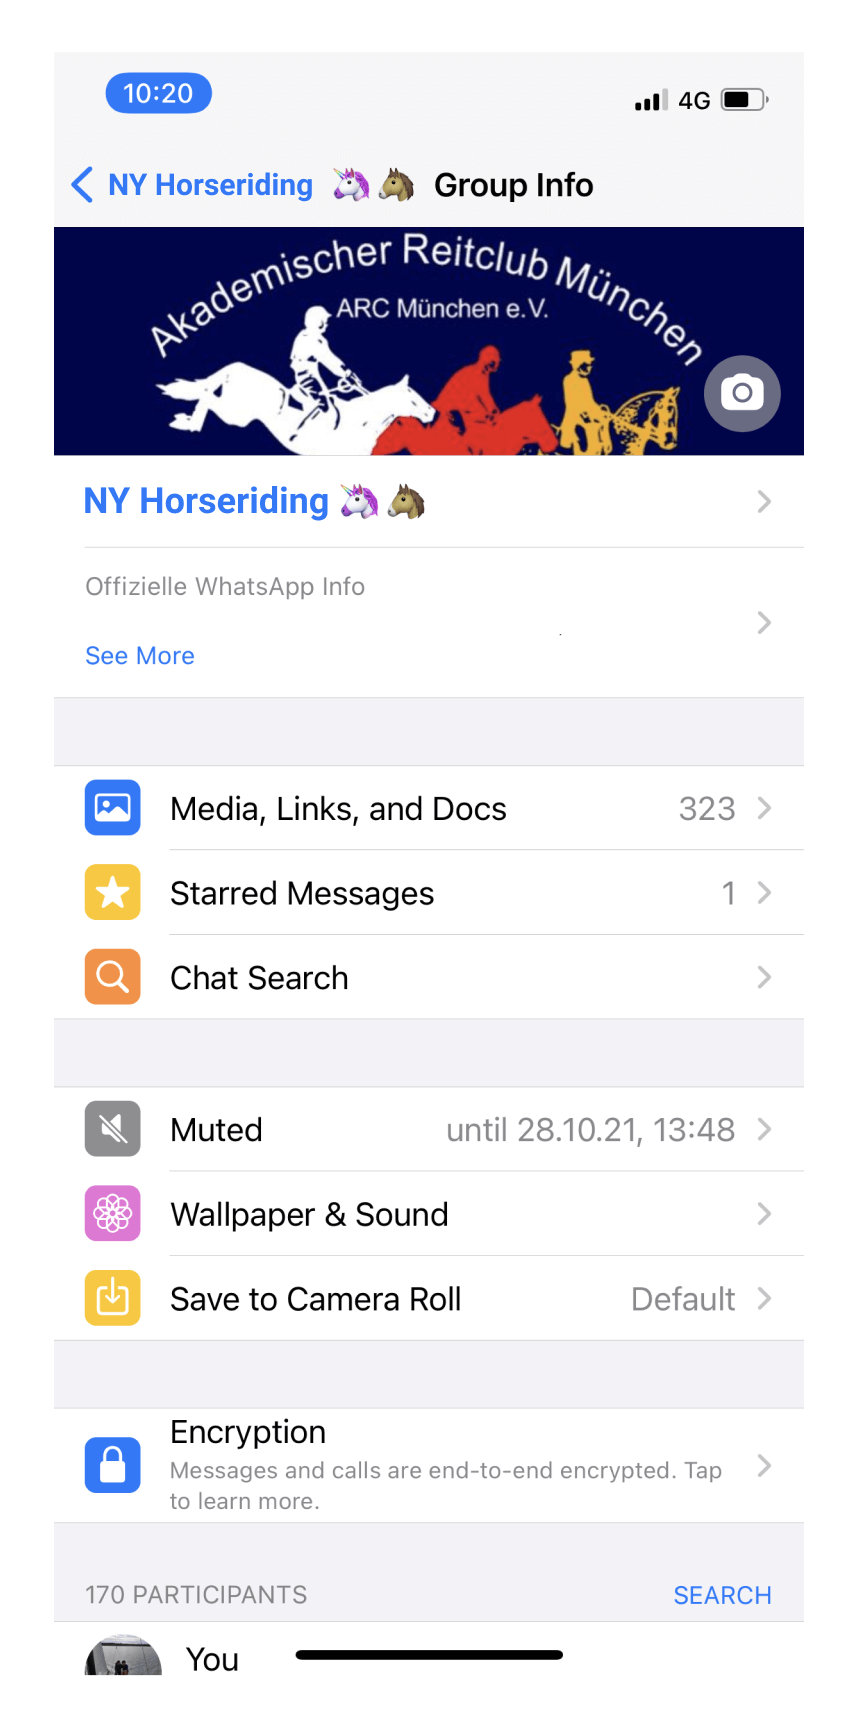 10:20 4G
NY Horseriding 🦄🐴 Group Info
Akademischer Reitclub München
ARC München e.V.
NY Horseriding 🦄🐴
Offizielle WhatsApp Info
See More
Media, Links, and Docs 323
Starred Messages 1
Chat Search
Muted until 28.10.21, 13:48
Wallpaper & Sound
Save to Camera Roll Default
Encryption
Messages and calls are end-to-end encrypted. Tap
to learn more.
170 PARTICIPANTS SEARCH
You